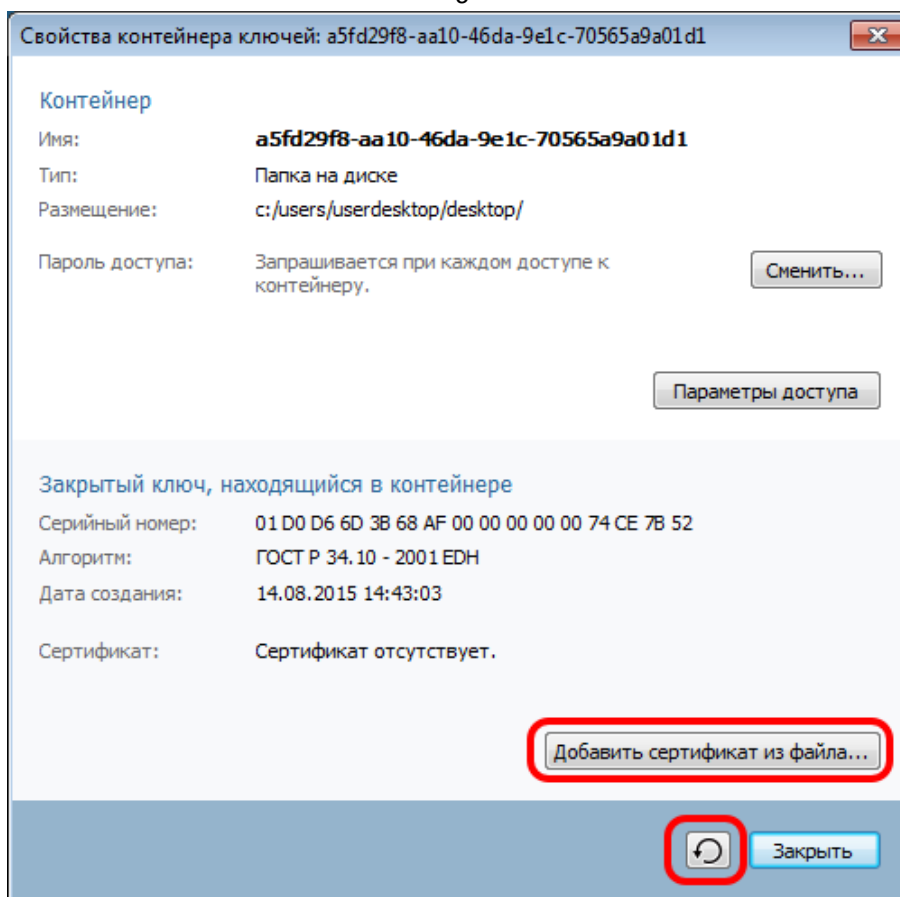 Свойства контейнера ключей: a5fd29f8-aa10-46da-9e1c-70565a9a01d1
Контейнер
Имя: a5fd29f8-aa10-46da-9e1c-70565a9a01d1
Тип: Папка на диске
Размещение: c:/users/userdesktop/desktop/
Пароль доступа: Запрашивается при каждом доступе к
контейнеру.
Сменить...
Параметры доступа
Закрытый ключ, находящийся в контейнере
Серийный номер: 01 D0 D6 6D 3B 68 AF 00 00 00 00 00 74 CE 7B 52
Алгоритм: ГОСТ Р 34.10 - 2001 EDH
Дата создания: 14.08.2015 14:43:03
Сертификат: Сертификат отсутствует.
Добавить сертификат из файла...
Закрыть